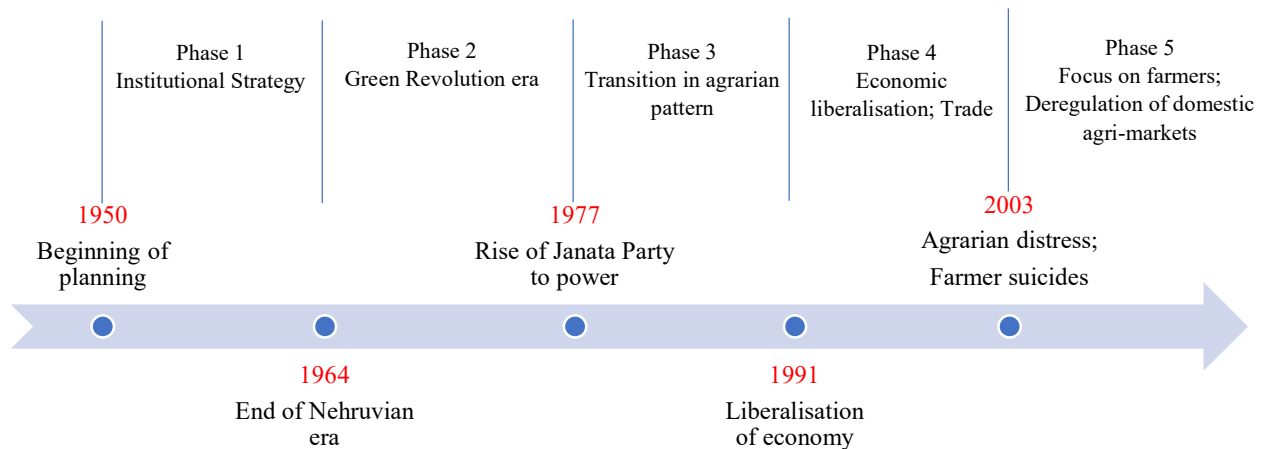 Phase 1
Institutional Strategy
Phase 2
Green Revolution era
Phase 3
Transition in agrarian
pattern
Phase 4
Economic
liberalisation; Trade
Phase 5
Focus on farmers;
Deregulation of domestic
agri-markets
1950
Beginning of
planning
1977
Rise of Janata Party
to power
2003
Agrarian distress;
Farmer suicides
1964
End of Nehruvian
era
1991
Liberalisation
of economy